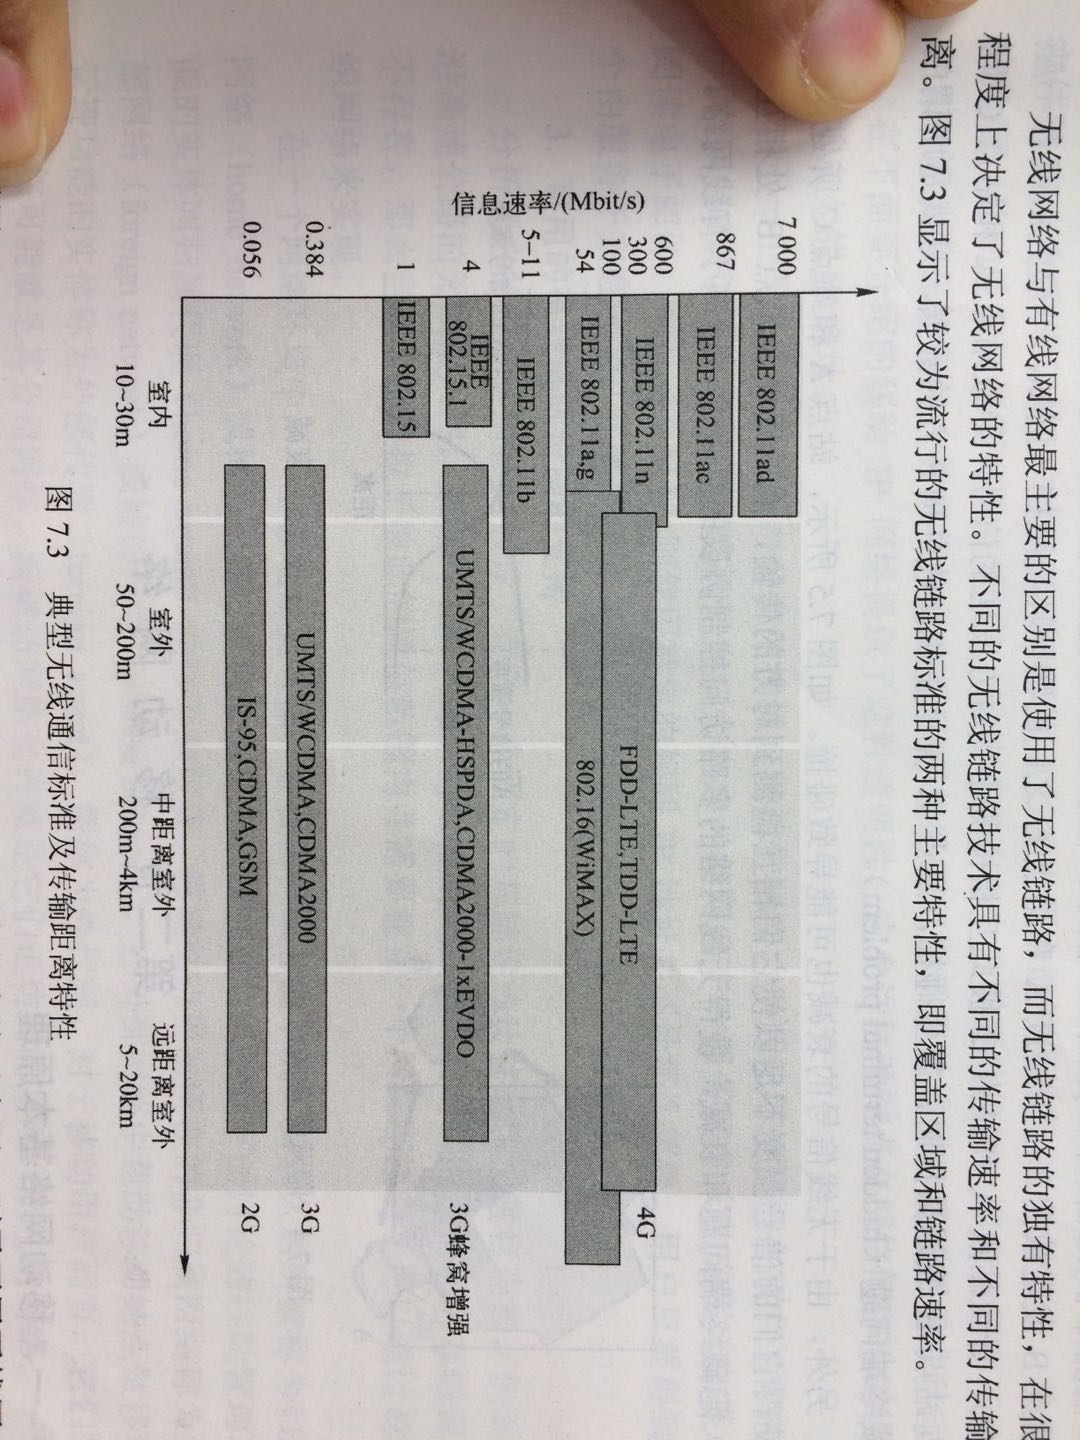 无线网络与有线网络最主要的区别是使用了无线链路，而无线链路的独有特性，在很
程度上决定了无线网络的特性。不同的无线链路技术具有不同的传输速率和不同的传输
离。图 7.3 显示了较为流行的无线链路标准的两种主要特性，即覆盖区域和链路速率。
信息速率/(Mbit/s)
7 000
IEEE 802.11ad
867
IEEE 802.11ac
600
300
IEEE 802.11n
FDD-LTE,TDD-LTE
4G
100
54
IEEE 802.11a,g
802.16(WiMAX)
5–11
IEEE 802.11b
4
IEEE
802.15.1
UMTS/WCDMA-HSPDA,CDMA2000-1xEVDO
3G蜂窝增强
1
IEEE 802.15
0.384
UMTS/WCDMA,CDMA2000
3G
0.056
IS-95,CDMA,GSM
2G
室内 室外 中距离室外 远距离室外
10~30m 50~200m 200m~4km 5~20km
图 7.3 典型无线通信标准及传输距离特性